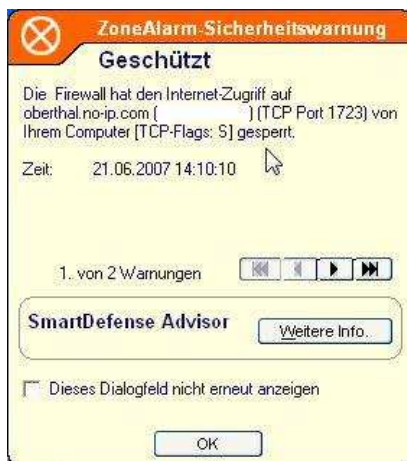 ZoneAlarm-Sicherheitswarnung
Geschützt
Die Firewall hat den Internet-Zugriff auf
oberthal.no-ip.com ( ) (TCP Port 1723) von
Ihrem Computer [TCP-Flags: S] gesperrt.
Zeit: 21.06.2007 14:10:10
1. von 2 Warnungen
SmartDefense Advisor
Weitere Info.
Dieses Dialogfeld nicht erneut anzeigen
OK